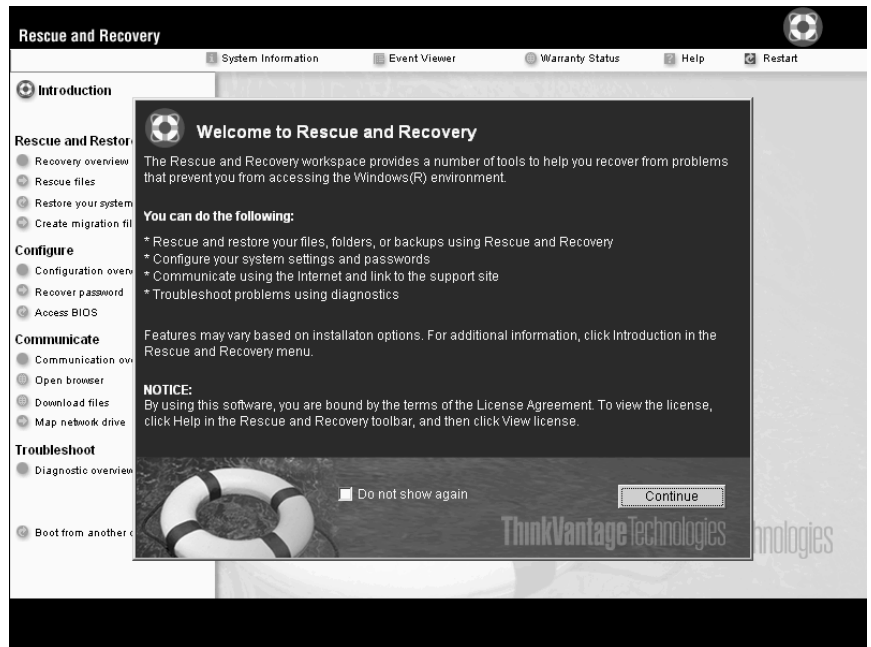 Rescue and Recovery
System Information
Event Viewer
Warranty Status
Help
Restart
Introduction
Rescue and Restor
Recovery overview
Rescue files
Restore your system
Create migration fil
Configure
Configuration overv
Recover password
Access BIOS
Communicate
Communication ov
Open browser
Download files
Map network drive
Troubleshoot
Diagnostic overview
Boot from another
Welcome to Rescue and Recovery
The Rescue and Recovery workspace provides a number of tools to help you recover from problems
that prevent you from accessing the Windows(R) environment.
You can do the following:
* Rescue and restore your files, folders, or backups using Rescue and Recovery
* Configure your system settings and passwords
* Communicate using the Internet and link to the support site
* Troubleshoot problems using diagnostics
Features may vary based on installaton options. For additional information, click Introduction in the
Rescue and Recovery menu.
NOTICE:
By using this software, you are bound by the terms of the License Agreement. To view the license,
click Help in the Rescue and Recovery toolbar, and then click View license.
Do not show again
Continue
ThinkVantage Technologies
hnologies